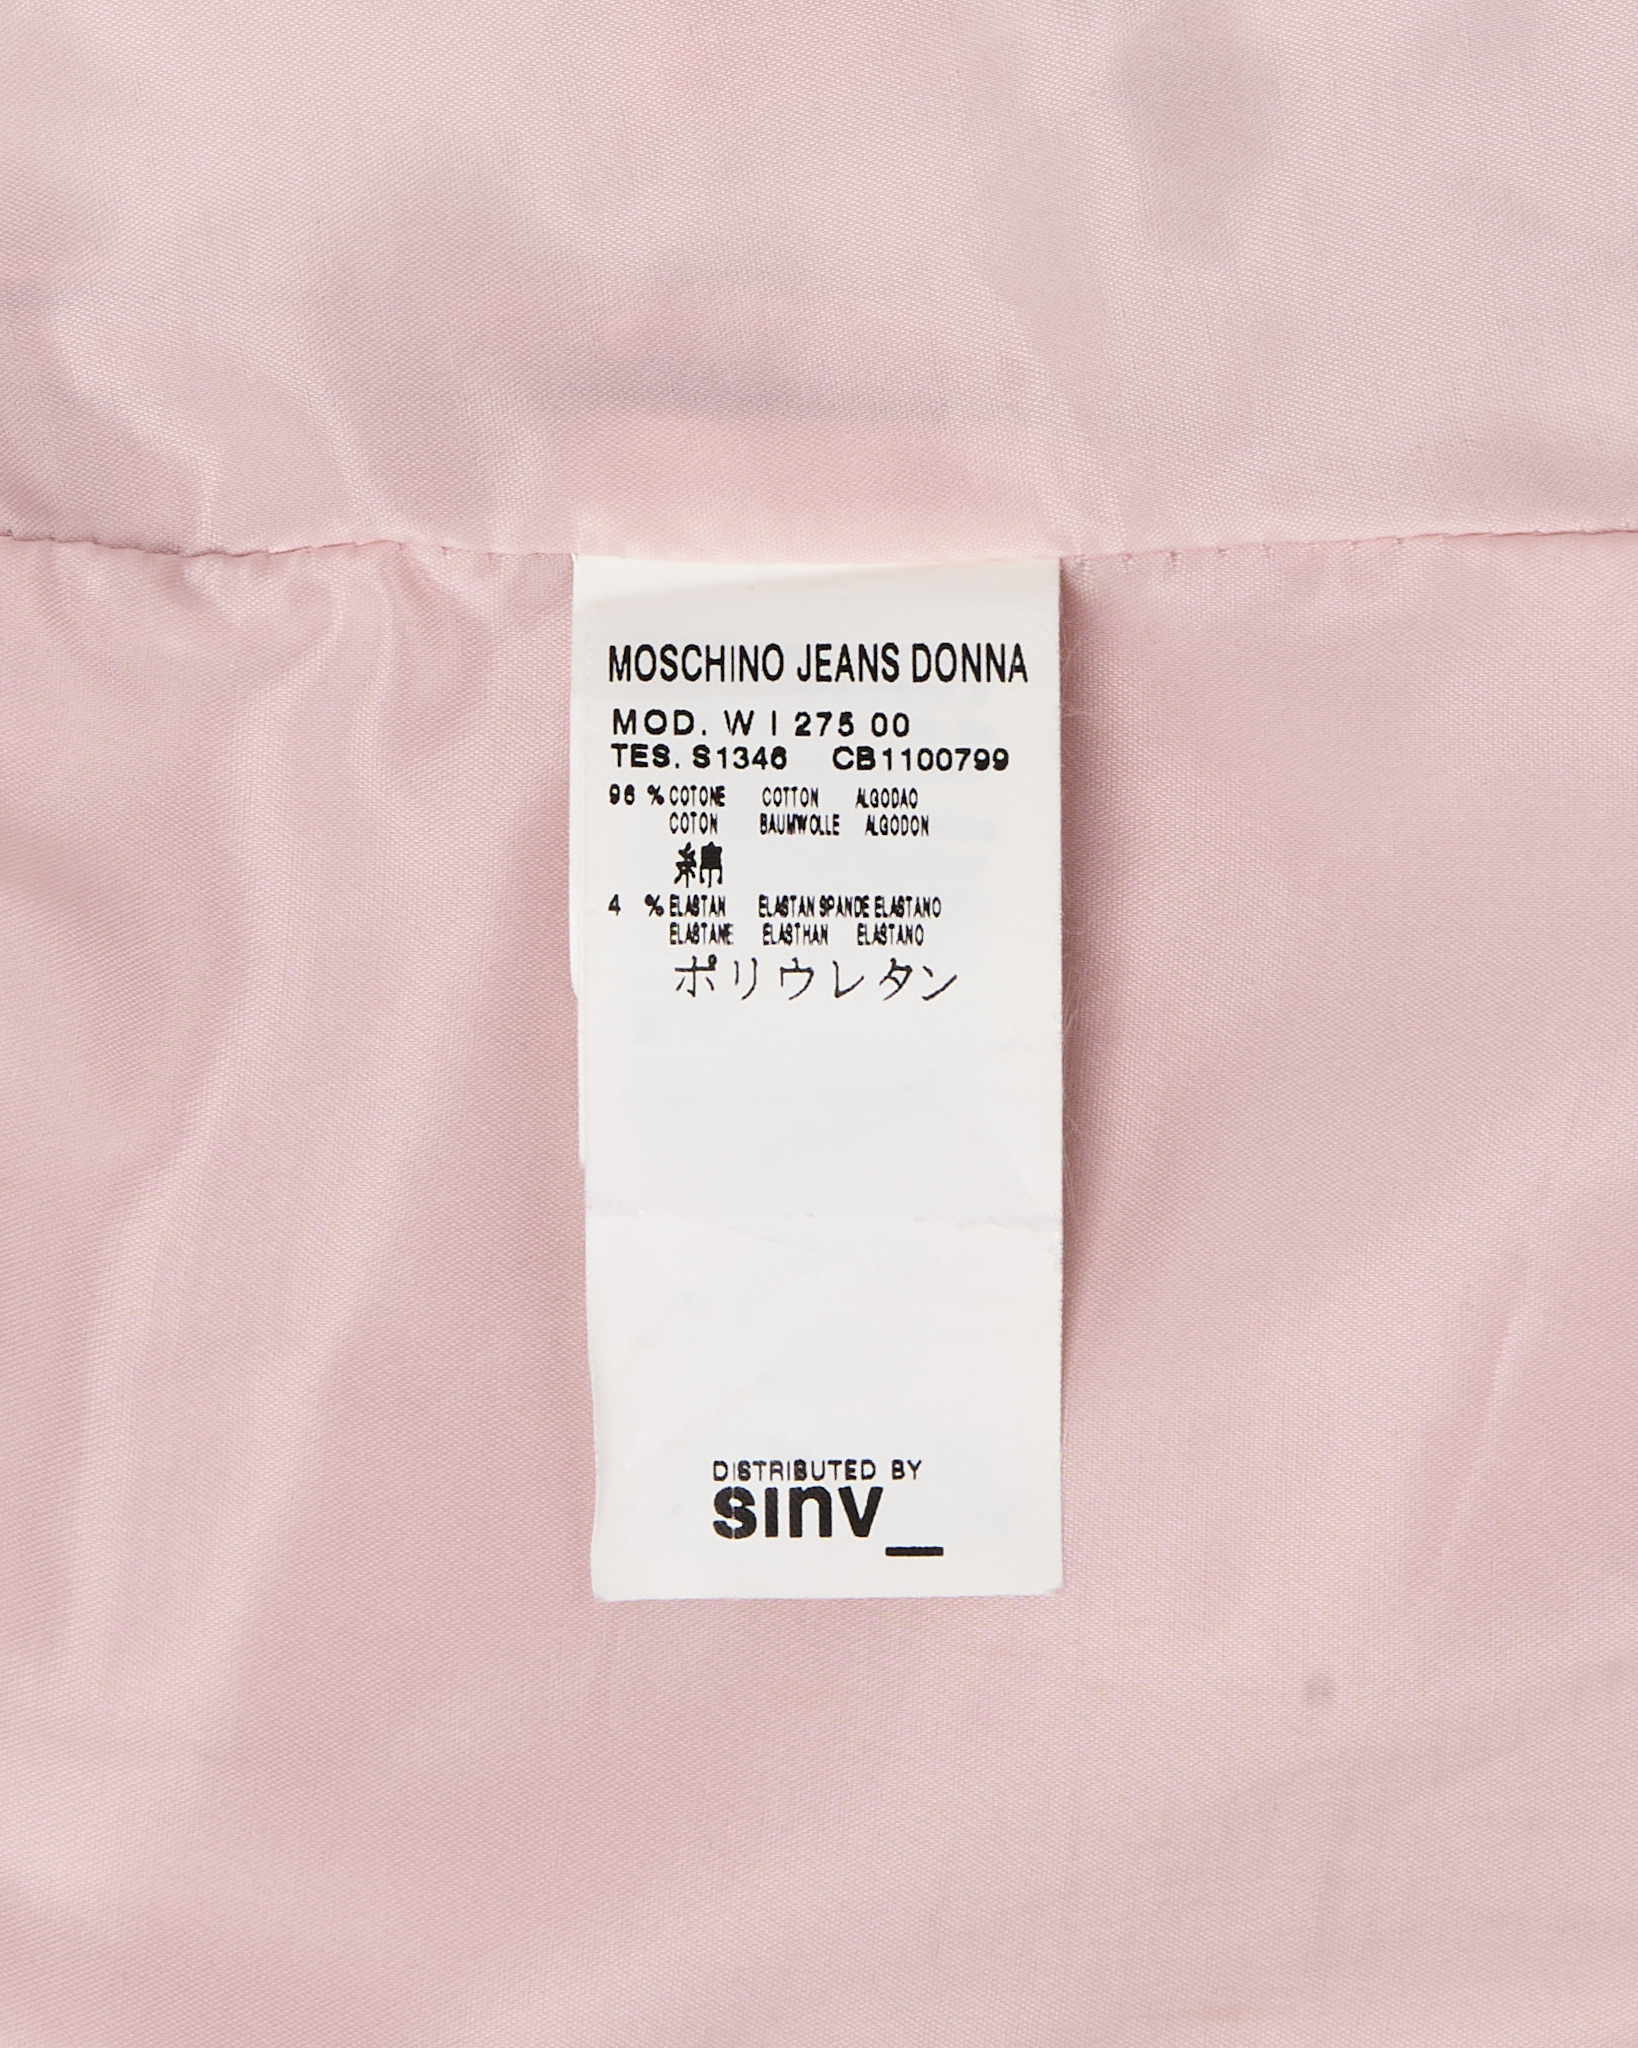 MOSCHINO JEANS DONNA
MOD. W I 275 00
TES. S1346 CB1100799
96 % COTONE COTTON ALGODAO
COTON BAUMWOLLE ALGODON
綿
4 % ELASTAN ELASTAN SPANDE ELASTANO
ELASTANE ELASTHAN ELASTANO
ポリウレタン
DISTRIBUTED BY
sınv_